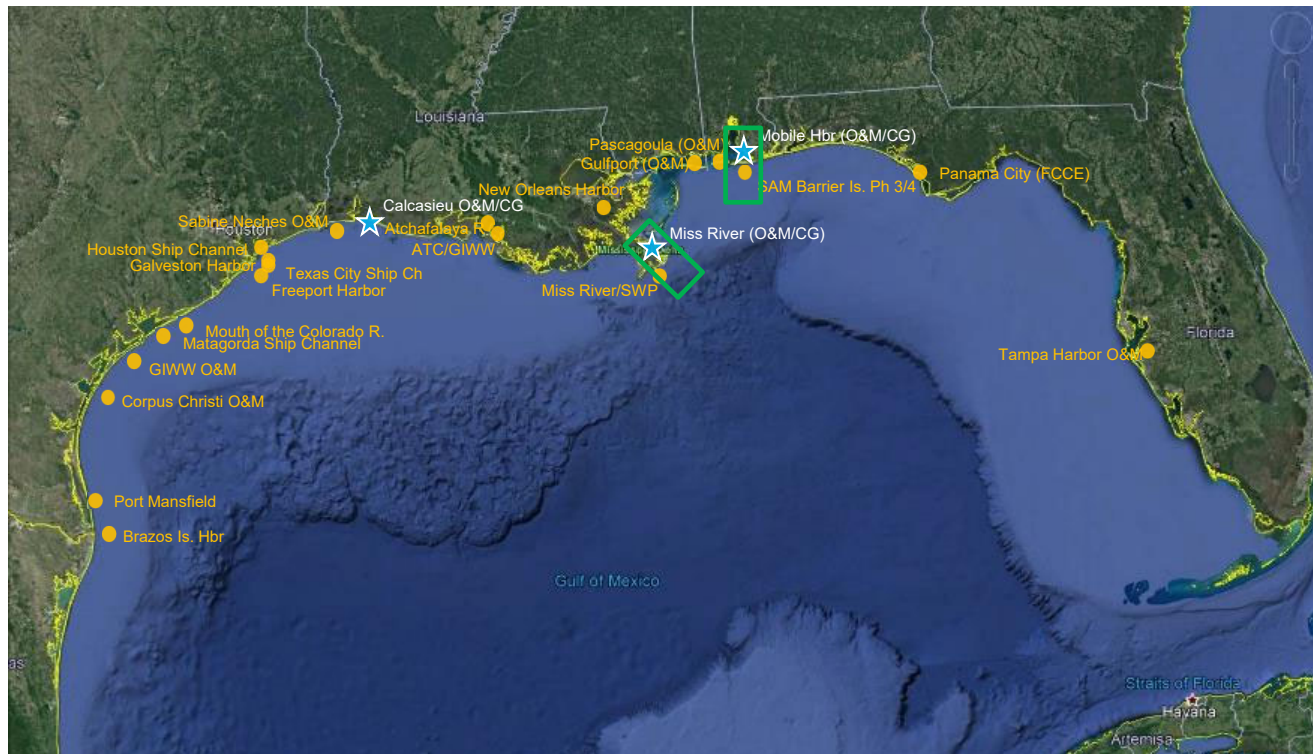 Louisiana
Mobile Hbr (O&M/CG)
Pascagoula (O&M)
Gulfport (O&M)
SAM Barrier Is. Ph 3/4
Panama City (FCCE)
New Orleans Harbor
Calcasieu O&M/CG
Sabine Neches O&M
Houston
Atchafalaya R.
ATC/GIWW
Miss River (O&M/CG)
Houston Ship Channel
Galveston Harbor
Texas City Ship Ch
Freeport Harbor
Miss River/SWP
Mouth of the Colorado R.
Matagorda Ship Channel
Florida
Tampa Harbor O&M
GIWW O&M
Corpus Christi O&M
Port Mansfield
Brazos Is. Hbr
Gulf of Mexico
as
Straits of Florida
Havana
Artemisa